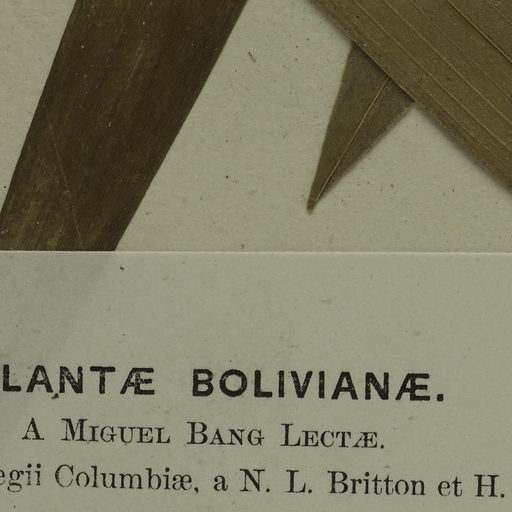 LANTÆ BOLIVIANÆ.
A MIGUEL BANG LECTÆ.
egii Columbiæ, a N. L. Britton et H.